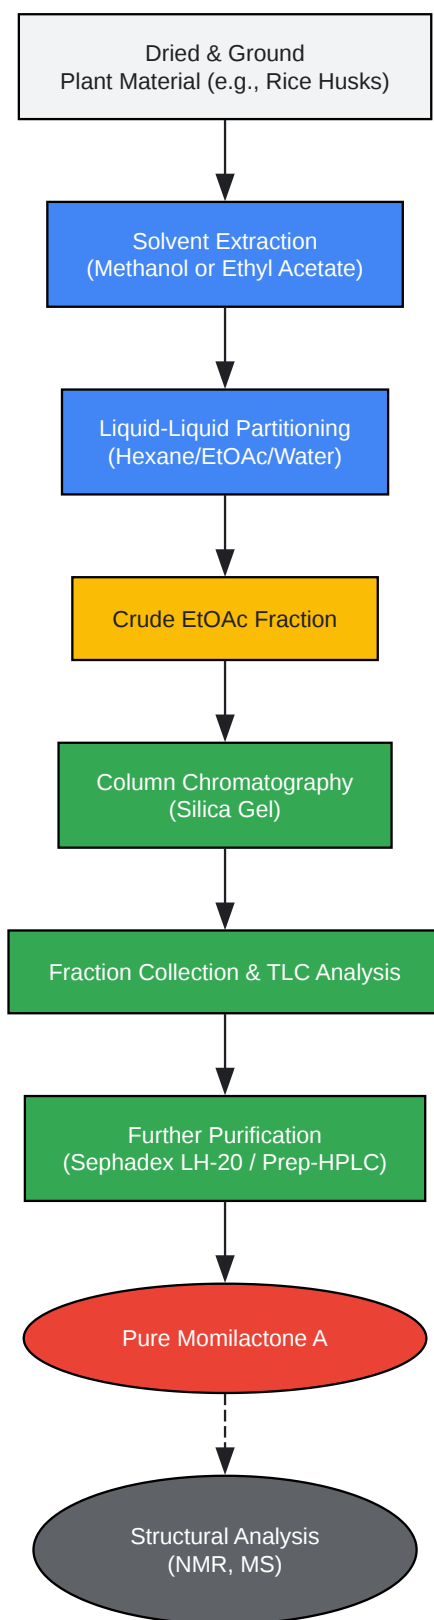 Dried & Ground
Plant Material (e.g., Rice Husks)
Solvent Extraction
(Methanol or Ethyl Acetate)
Liquid-Liquid Partitioning
(Hexane/EtOAc/Water)
Crude EtOAc Fraction
Column Chromatography
(Silica Gel)
Fraction Collection & TLC Analysis
Further Purification
(Sephadex LH-20 / Prep-HPLC)
Pure Momilactone A
Structural Analysis
(NMR, MS)